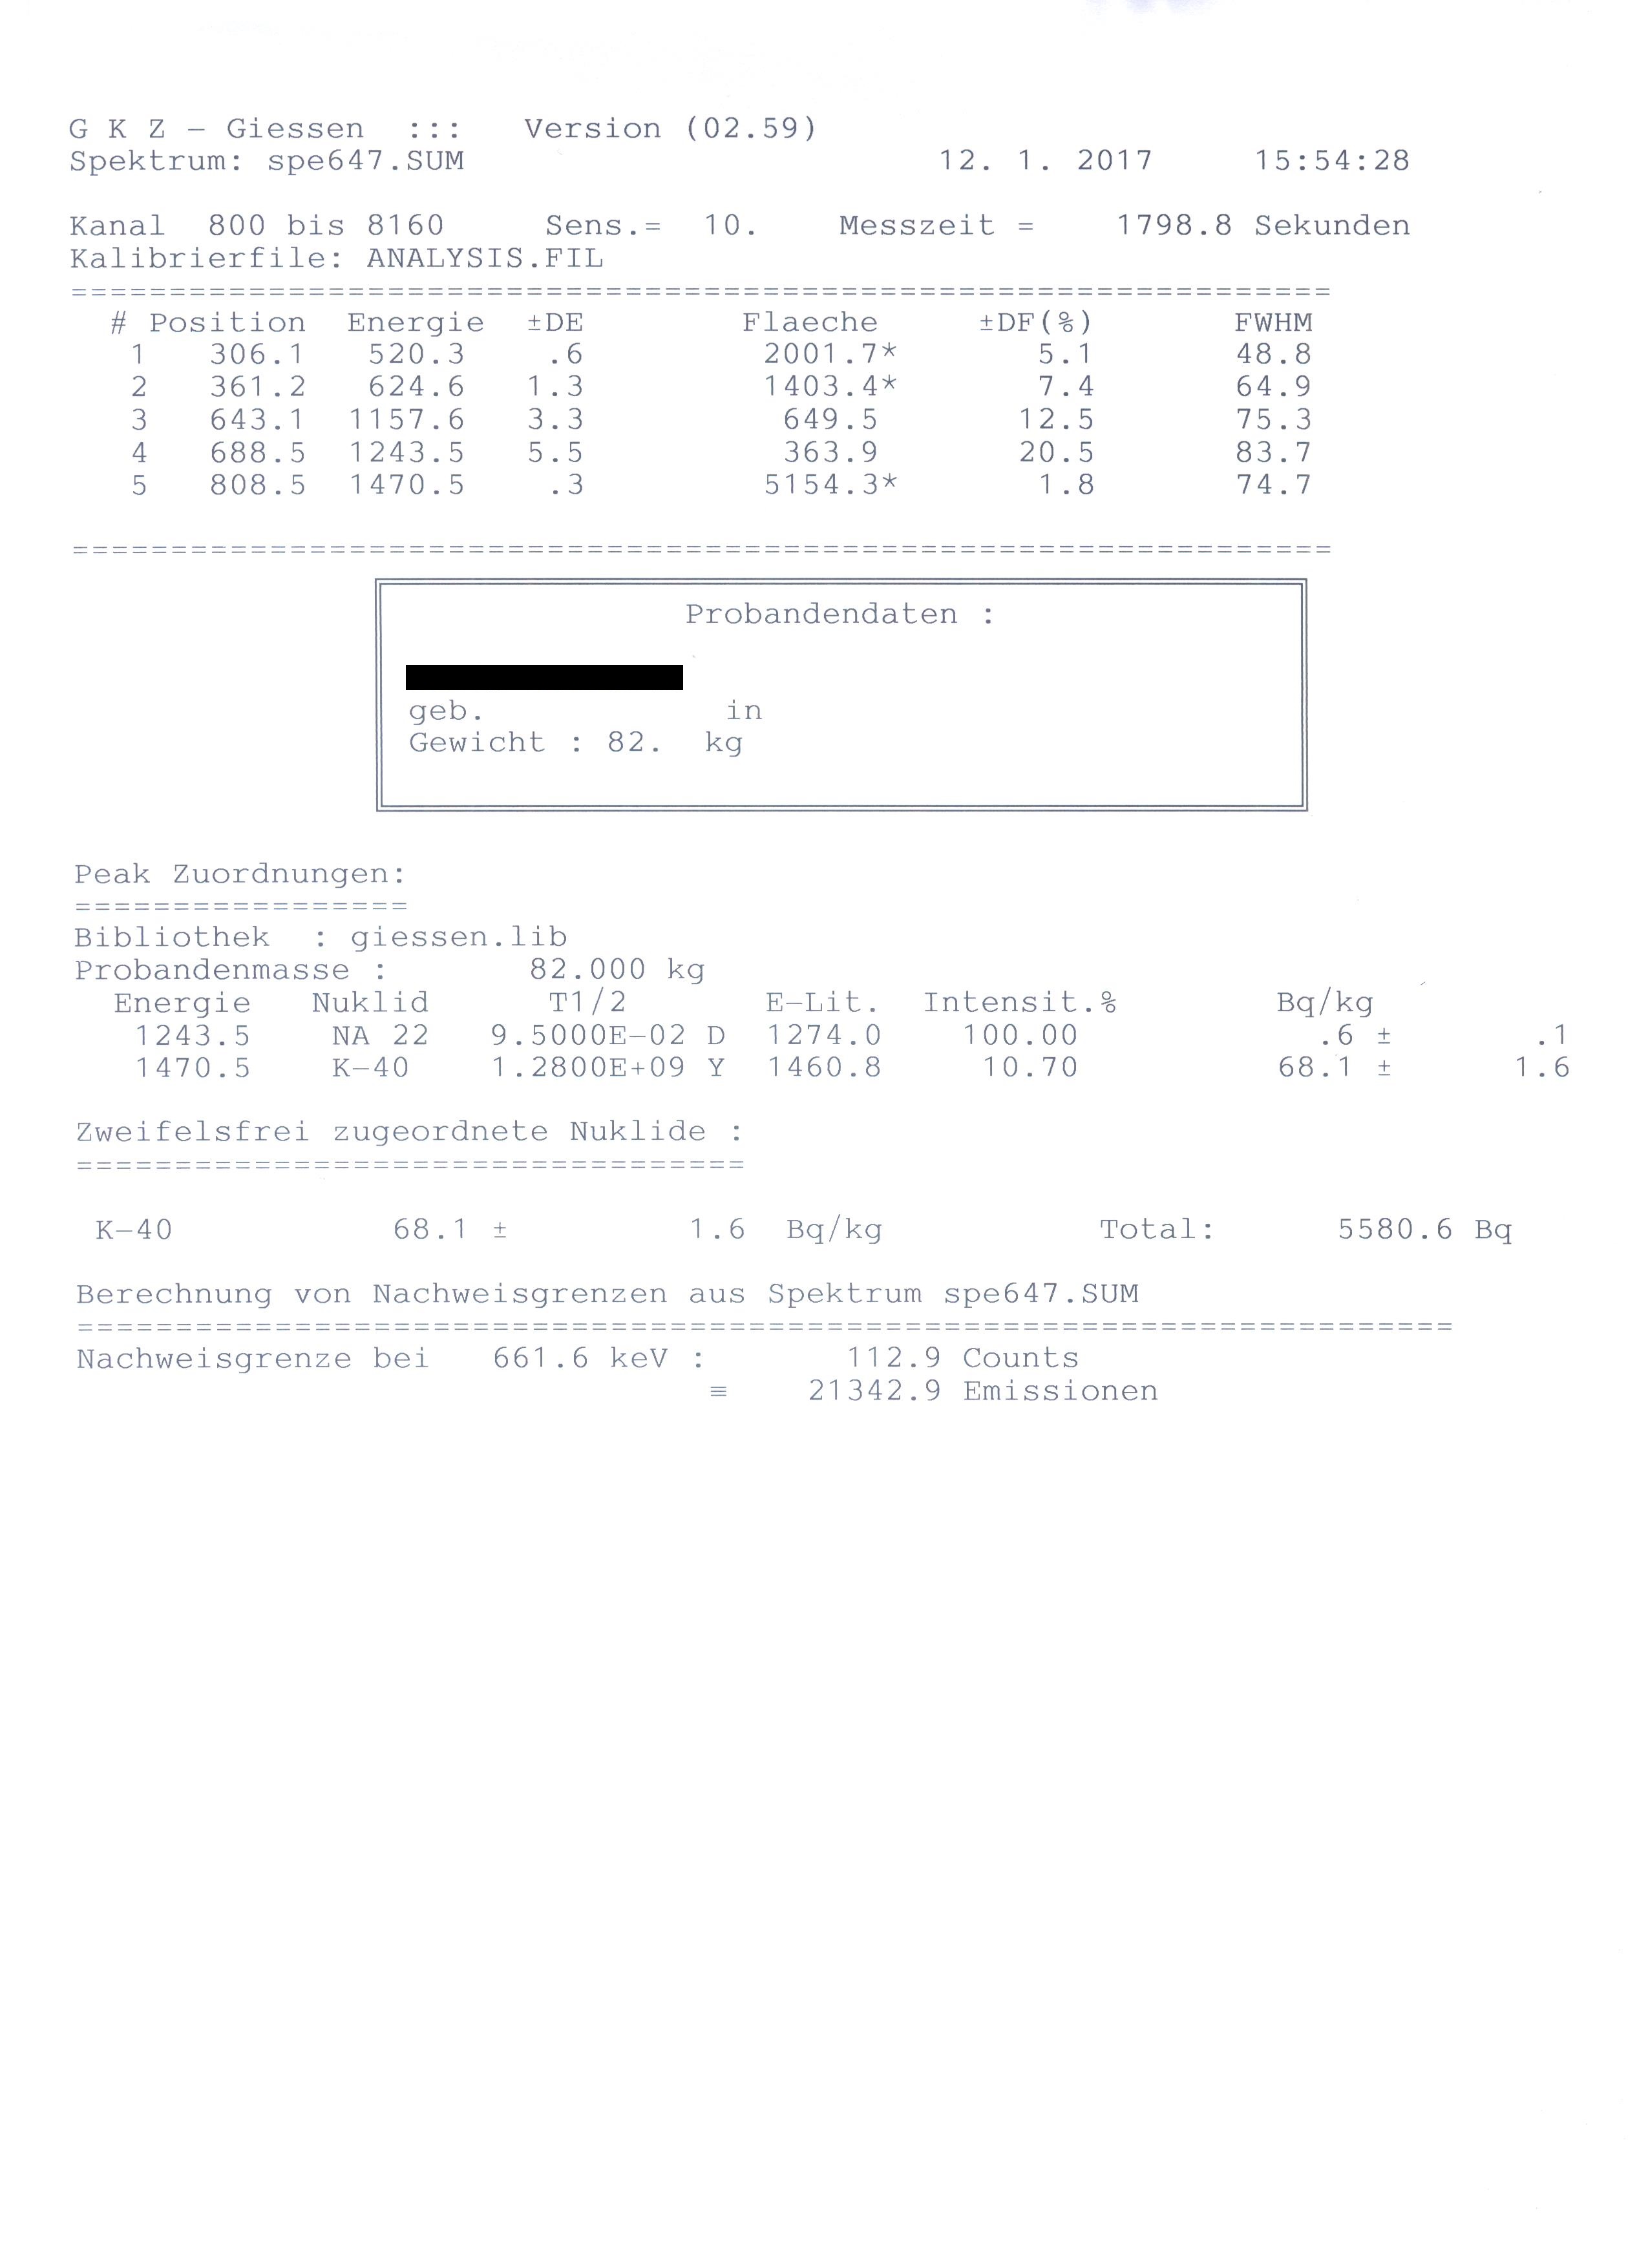 G K Z – Giessen ::: Version (02.59)
Spektrum: spe647.SUM 12. 1. 2017 15:54:28
Kanal 800 bis 8160 Sens.= 10. Messzeit = 1798.8 Sekunden
Kalibrierfile: ANALYSIS.FIL
=================================================================
# Position Energie ±DE Flaeche ±DF(%) FWHM
1 306.1 520.3 .6 2001.7* 5.1 48.8
2 361.2 624.6 1.3 1403.4* 7.4 64.9
3 643.1 1157.6 3.3 649.5 12.5 75.3
4 688.5 1243.5 5.5 363.9 20.5 83.7
5 808.5 1470.5 .3 5154.3* 1.8 74.7
=================================================================
Probandendaten :
geb. in
Gewicht : 82. kg
Peak Zuordnungen:
=================
Bibliothek : giessen.lib
Probandenmasse : 82.000 kg
Energie Nuklid T1/2 E–Lit. Intensit.% Bq/kg
1243.5 NA 22 9.5000E–02 D 1274.0 100.00 .6 ± .1
1470.5 K–40 1.2800E+09 Y 1460.8 10.70 68.1 ± 1.6
Zweifelsfrei zugeordnete Nuklide :
==================================
K–40 68.1 ± 1.6 Bq/kg Total: 5580.6 Bq
Berechnung von Nachweisgrenzen aus Spektrum spe647.SUM
======================================================================
Nachweisgrenze bei 661.6 keV : 112.9 Counts
≡ 21342.9 Emissionen